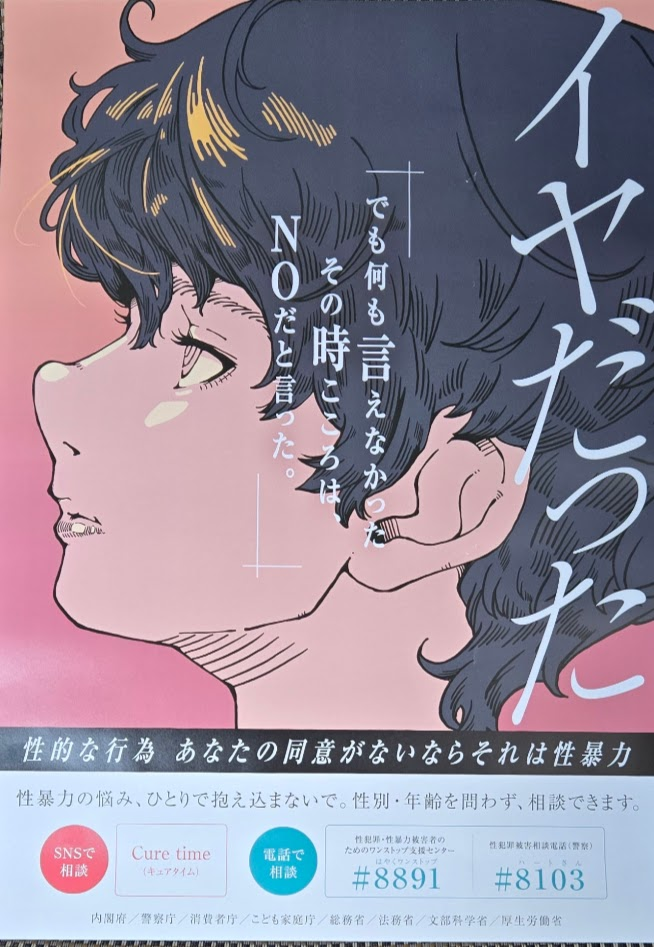 イヤだった
でも何も言えなかった
その時こころは、
NOだと言った。
性的な行為 あなたの同意がないならそれは性暴力
性暴力の悩み、ひとりで抱え込まないで。性別・年齢を問わず、相談できます。
SNSで
相談
Cure time
(キュアタイム)
電話で
相談
性犯罪・性暴力被害者の
ためのワンストップ支援センター
はやくワンストップ
#8891
性犯罪被害相談電話(警察)
ハートさん
#8103
内閣府/警察庁/消費者庁/こども家庭庁/総務省/法務省/文部科学省/厚生労働省